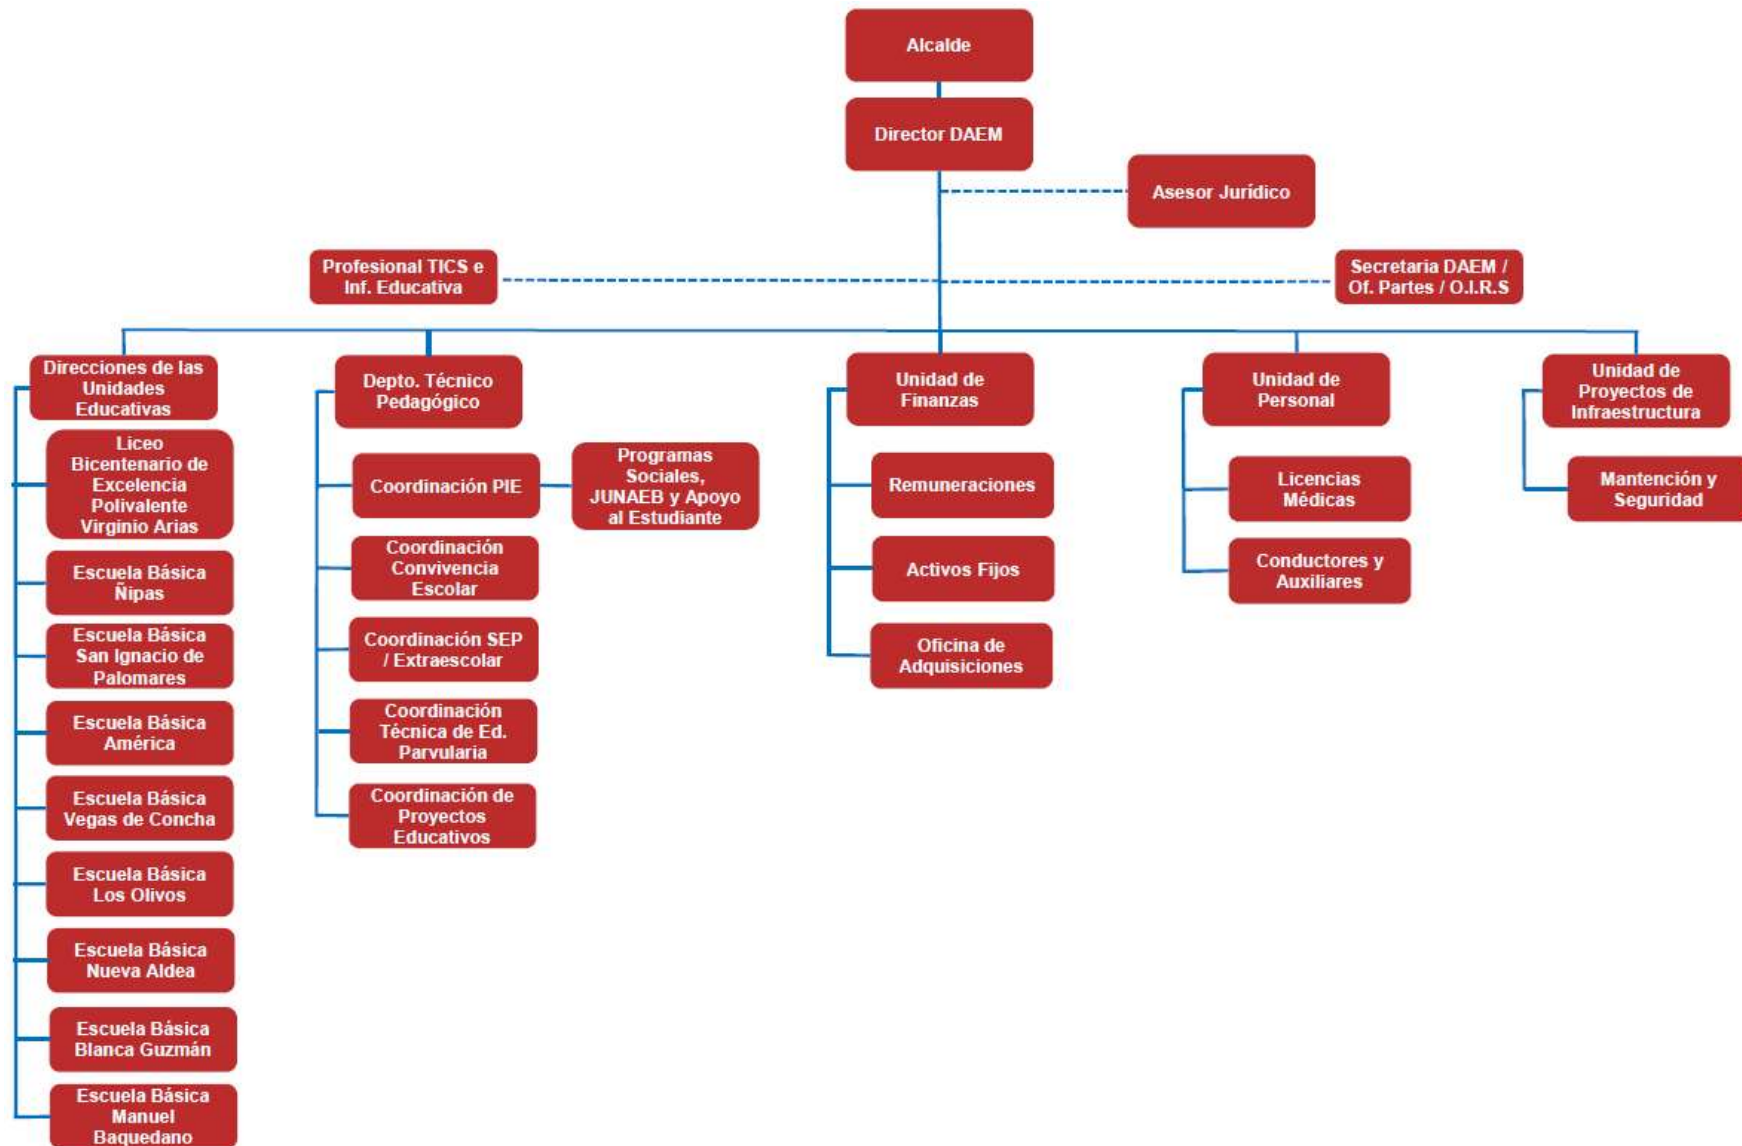 Alcalde
Director DAEM
Asesor Jurídico
Profesional TICS e
Inf. Educativa
Secretaria DAEM /
Of. Partes / O.I.R.S
Direcciones de las
Unidades
Educativas
Liceo
Bicentenario de
Excelencia
Polivalente
Virginio Arias
Escuela Básica
Ñipas
Escuela Básica
San Ignacio de
Palomares
Escuela Básica
América
Escuela Básica
Vegas de Concha
Escuela Básica
Los Olivos
Escuela Básica
Nueva Aldea
Escuela Básica
Blanca Guzmán
Escuela Básica
Manuel
Baquedano
Depto. Técnico
Pedagógico
Coordinación PIE
Programas
Sociales,
JUNAEB y Apoyo
al Estudiante
Coordinación
Convivencia
Escolar
Coordinación SEP
/ Extraescolar
Coordinación
Técnica de Ed.
Parvularia
Coordinación de
Proyectos
Educativos
Unidad de
Finanzas
Remuneraciones
Activos Fijos
Oficina de
Adquisiciones
Unidad de
Personal
Licencias
Médicas
Conductores y
Auxiliares
Unidad de
Proyectos de
Infraestructura
Mantención y
Seguridad